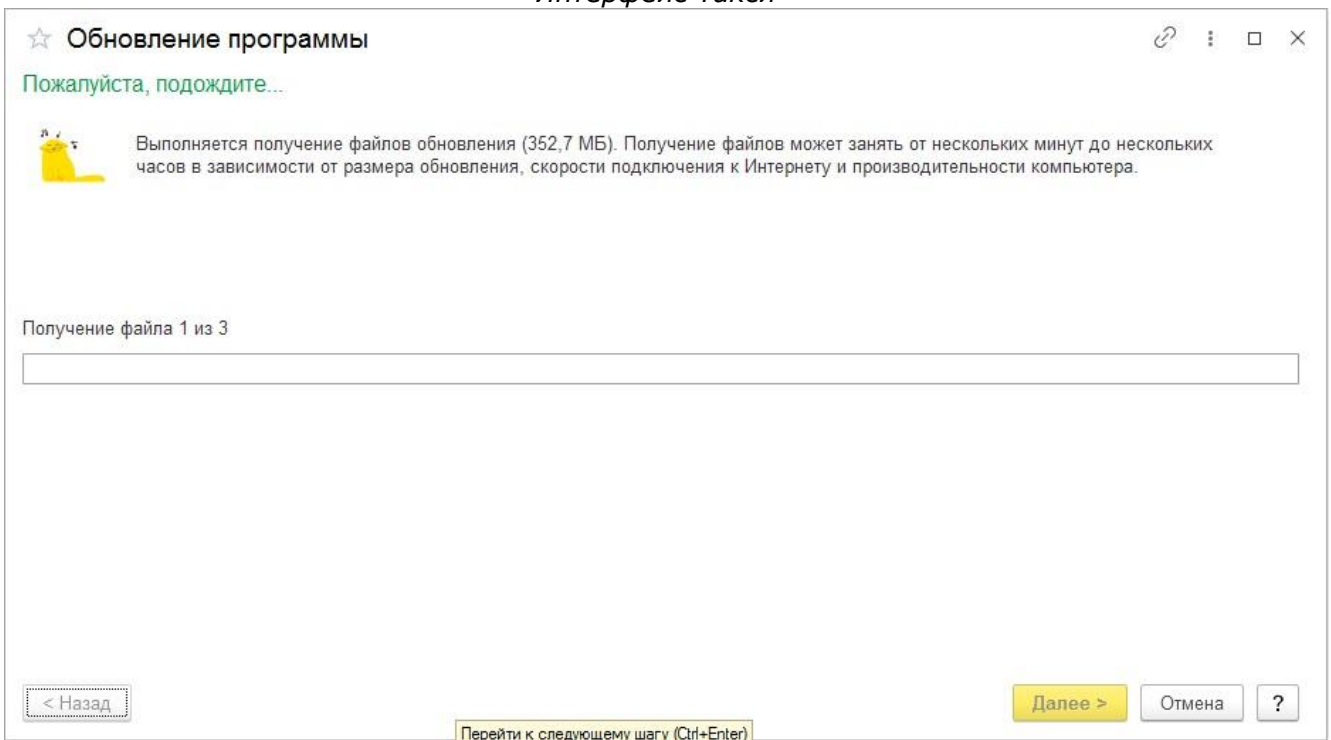 Интерфейс Такси
Обновление программы
Пожалуйста, подождите...
Выполняется получение файлов обновления (352,7 МБ). Получение файлов может занять от нескольких минут до нескольких
часов в зависимости от размера обновления, скорости подключения к Интернету и производительности компьютера.
Получение файла 1 из 3
< Назад
Далее >
Отмена
?
Перейти к следующему шагу (Ctrl+Enter)